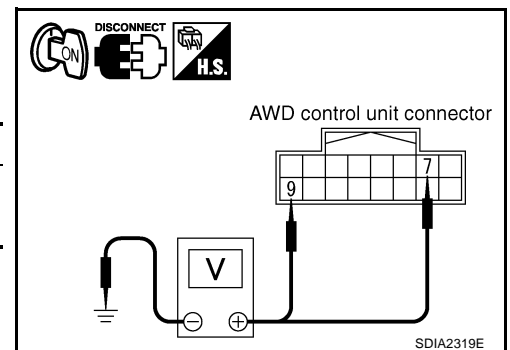 ON
DISCONNECT
H.S.
AWD control unit connector
7
9
V
− +
SDIA2319E